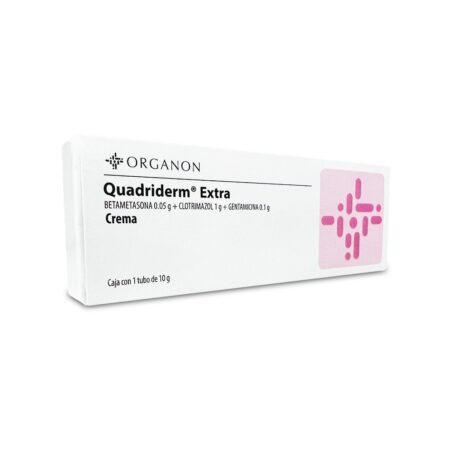 ORGANON
Quadriderm® Extra
BETAMETASONA 0.05 g + CLOTRIMAZOL 1 g + GENTAMICINA 0.1 g
Crema
Caja con 1 tubo de 10 g